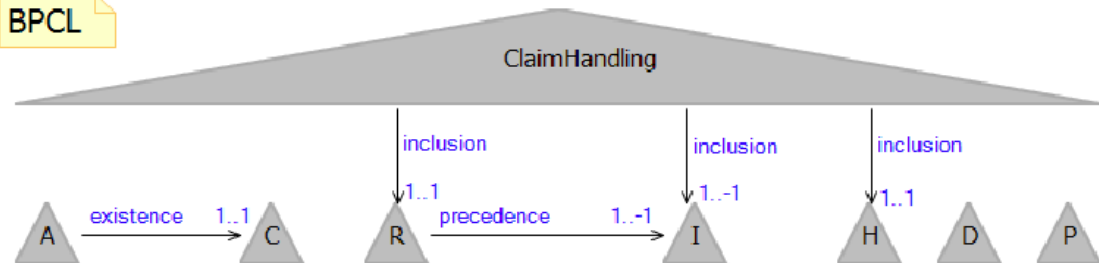 BPCL
ClaimHandling
inclusion
inclusion
inclusion
1..1
1..-1
1..1
existence
1..1
precedence
1..-1
A
C
R
I
H
D
P